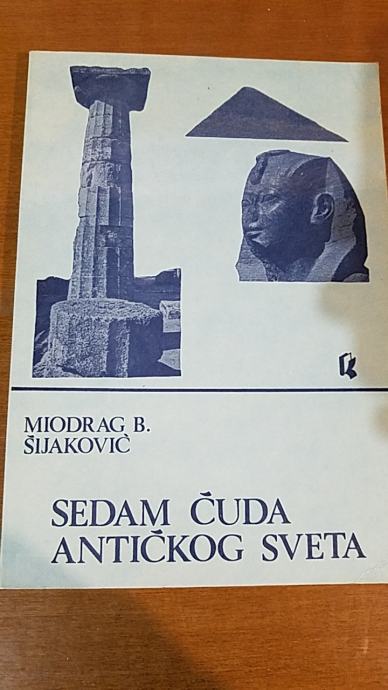 MIODRAG B.
ŠIJAKOVIĆ
SEDAM ČUDA
ANTIČKOG SVETA